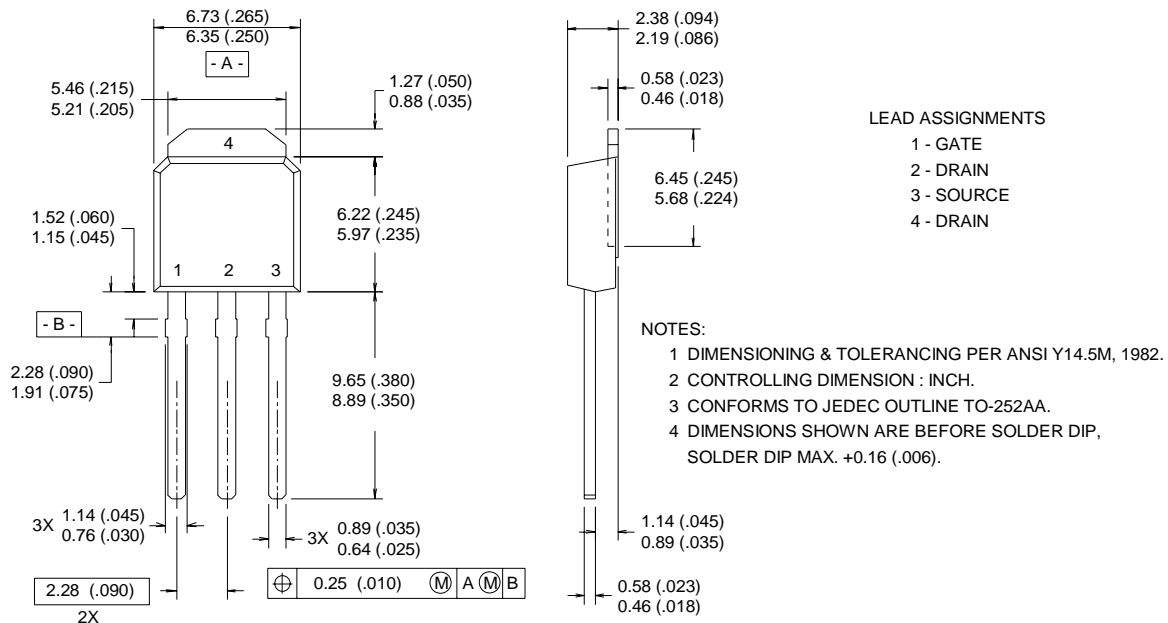 6.73 (.265)
6.35 (.250)
- A -
5.46 (.215)
5.21 (.205)
1.27 (.050)
0.88 (.035)
4
6.22 (.245)
5.97 (.235)
1.52 (.060)
1.15 (.045)
1 2 3
- B -
2.28 (.090)
1.91 (.075)
9.65 (.380)
8.89 (.350)
3X 1.14 (.045)
0.76 (.030)
3X 0.89 (.035)
0.64 (.025)
2.28 (.090)
2X
⌖ 0.25 (.010) Ⓜ A Ⓜ B
2.38 (.094)
2.19 (.086)
0.58 (.023)
0.46 (.018)
6.45 (.245)
5.68 (.224)
1.14 (.045)
0.89 (.035)
0.58 (.023)
0.46 (.018)
LEAD ASSIGNMENTS
1 - GATE
2 - DRAIN
3 - SOURCE
4 - DRAIN
NOTES:
1 DIMENSIONING & TOLERANCING PER ANSI Y14.5M, 1982.
2 CONTROLLING DIMENSION : INCH.
3 CONFORMS TO JEDEC OUTLINE TO-252AA.
4 DIMENSIONS SHOWN ARE BEFORE SOLDER DIP,
SOLDER DIP MAX. +0.16 (.006).